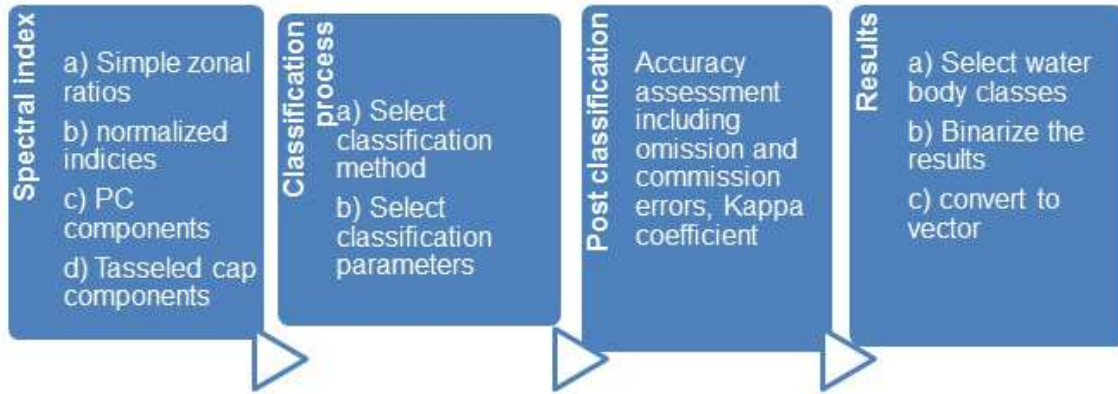 Spectral index
a) Simple zonal
ratios
b) normalized
indicies
c) PC
components
d) Tasseled cap
components
Classification
process
a) Select
classification
method
b) Select
classification
parameters
Post classification
Accuracy
assessment
including
omission and
commission
errors, Kappa
coefficient
Results
a) Select water
body classes
b) Binarize the
results
c) convert to
vector